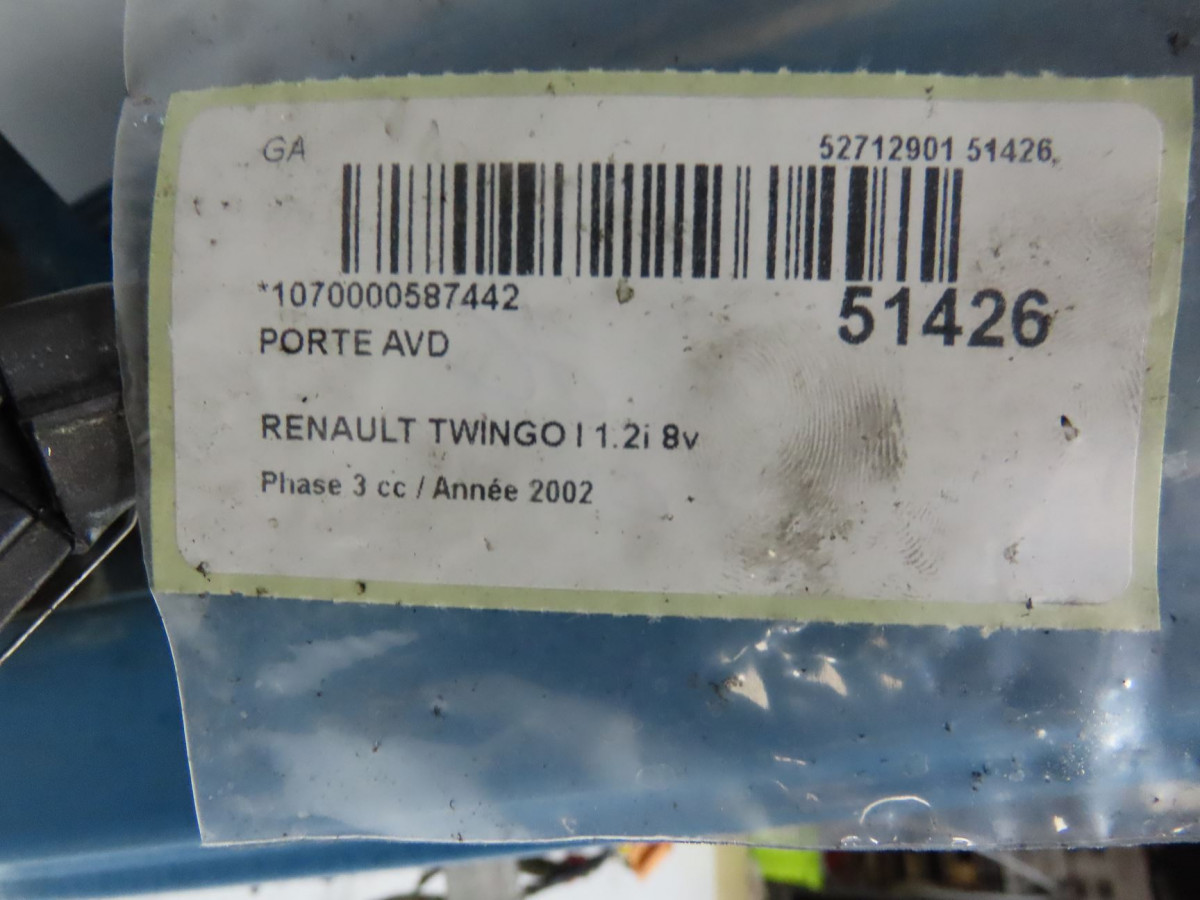 GA
52712901 51426
*1070000587442
51426
PORTE AVD
RENAULT TWINGO I 1.2i 8v
Phase 3 cc / Année 2002